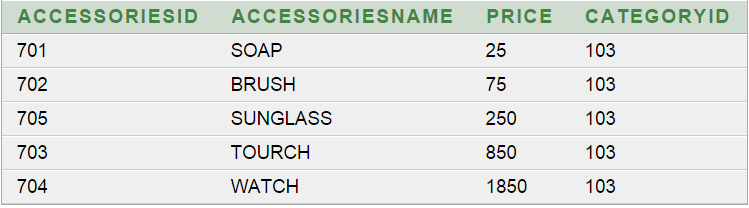 ACCESSORIESID ACCESSORIESNAME PRICE CATEGORYID
701 SOAP 25 103
702 BRUSH 75 103
705 SUNGLASS 250 103
703 TOURCH 850 103
704 WATCH 1850 103